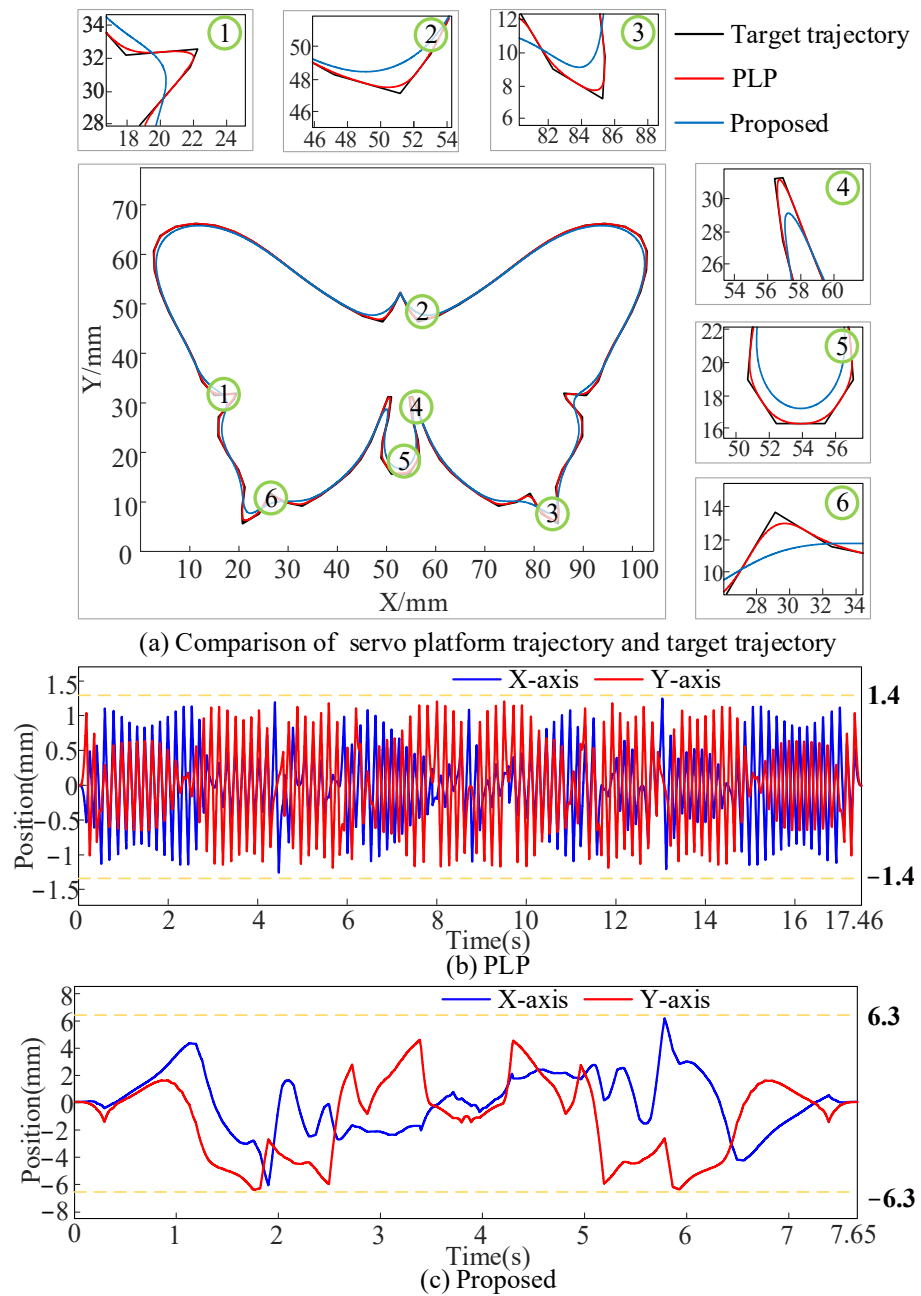 34
32
30
28
18 20 22 24
1
50
48
46
46 48 50 52 54
2
12
10
8
6
80 82 84 86 88
3
Target trajectory
PLP
Proposed
70
60
50
40
30
20
10
0
Y/mm
10 20 30 40 50 60 70 80 90 100
X/mm
1
2
3
4
5
6
30
28
26
54 56 58 60
4
22
20
18
16
50 52 54 56
5
14
12
10
28 30 32 34
6
(a) Comparison of servo platform trajectory and target trajectory
X-axis Y-axis
1.5
1
0.5
0
−0.5
−1
−1.5
Position(mm)
1.4
−1.4
0 2 4 6 8 10 12 14 16 17.46
Time(s)
(b) PLP
X-axis Y-axis
8
6
4
2
0
−2
−4
−6
−8
Position(mm)
6.3
−6.3
0 1 2 3 4 5 6 7 7.65
Time(s)
(c) Proposed